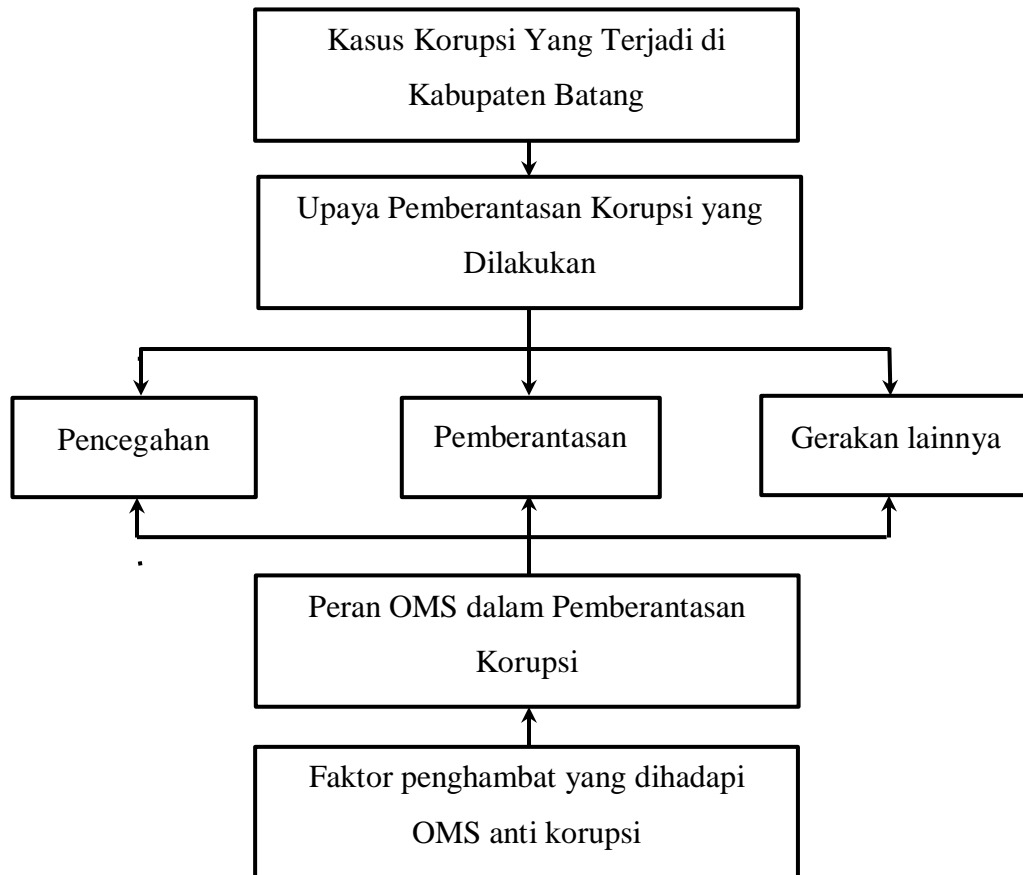 Kasus Korupsi Yang Terjadi di
Kabupaten Batang
Upaya Pemberantasan Korupsi yang
Dilakukan
Pencegahan
Pemberantasan
Gerakan lainnya
Peran OMS dalam Pemberantasan
Korupsi
Faktor penghambat yang dihadapi
OMS anti korupsi